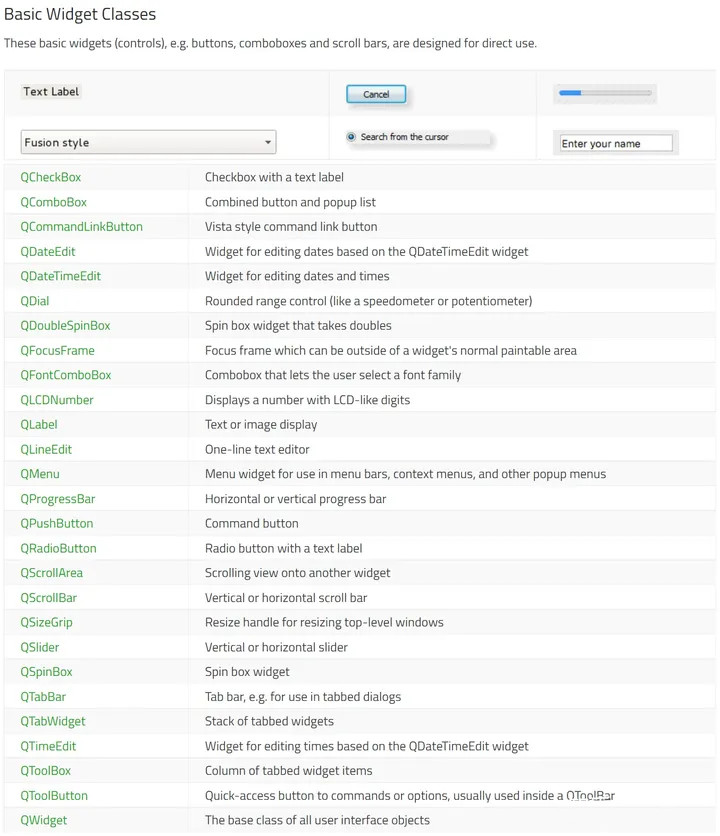 Basic Widget Classes
These basic widgets (controls), e.g. buttons, comboboxes and scroll bars, are designed for direct use.
Text Label Cancel
Fusion style Search from the cursor Enter your name
QCheckBox Checkbox with a text label
QComboBox Combined button and popup list
QCommandLinkButton Vista style command link button
QDateEdit Widget for editing dates based on the QDateTimeEdit widget
QDateTimeEdit Widget for editing dates and times
QDial Rounded range control (like a speedometer or potentiometer)
QDoubleSpinBox Spin box widget that takes doubles
QFocusFrame Focus frame which can be outside of a widget's normal paintable area
QFontComboBox Combobox that lets the user select a font family
QLCDNumber Displays a number with LCD-like digits
QLabel Text or image display
QLineEdit One-line text editor
QMenu Menu widget for use in menu bars, context menus, and other popup menus
QProgressBar Horizontal or vertical progress bar
QPushButton Command button
QRadioButton Radio button with a text label
QScrollArea Scrolling view onto another widget
QScrollBar Vertical or horizontal scroll bar
QSizeGrip Resize handle for resizing top-level windows
QSlider Vertical or horizontal slider
QSpinBox Spin box widget
QTabBar Tab bar, e.g. for use in tabbed dialogs
QTabWidget Stack of tabbed widgets
QTimeEdit Widget for editing times based on the QDateTimeEdit widget
QToolBox Column of tabbed widget items
QToolButton Quick-access button to commands or options, usually used inside a QToolBar
QWidget The base class of all user interface objects